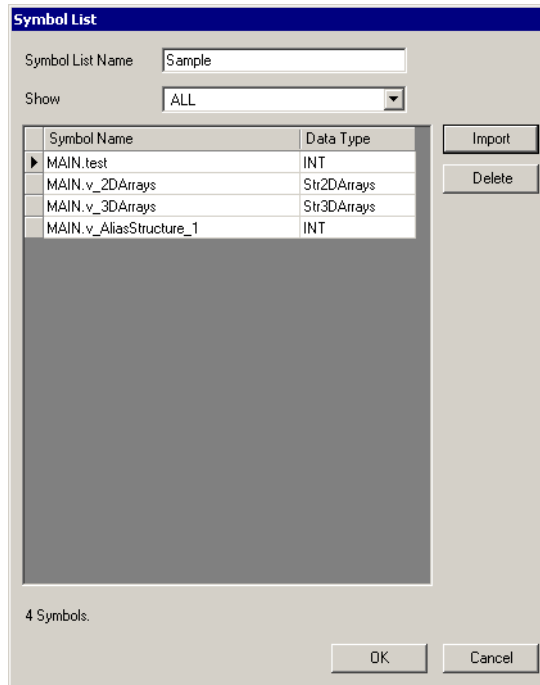 Symbol List
Symbol List Name Sample
Show ALL
Symbol Name Data Type Import
MAIN.test INT
MAIN.v_2DArrays Str2DArrays Delete
MAIN.v_3DArrays Str3DArrays
MAIN.v_AliasStructure_1 INT
4 Symbols.
OK Cancel